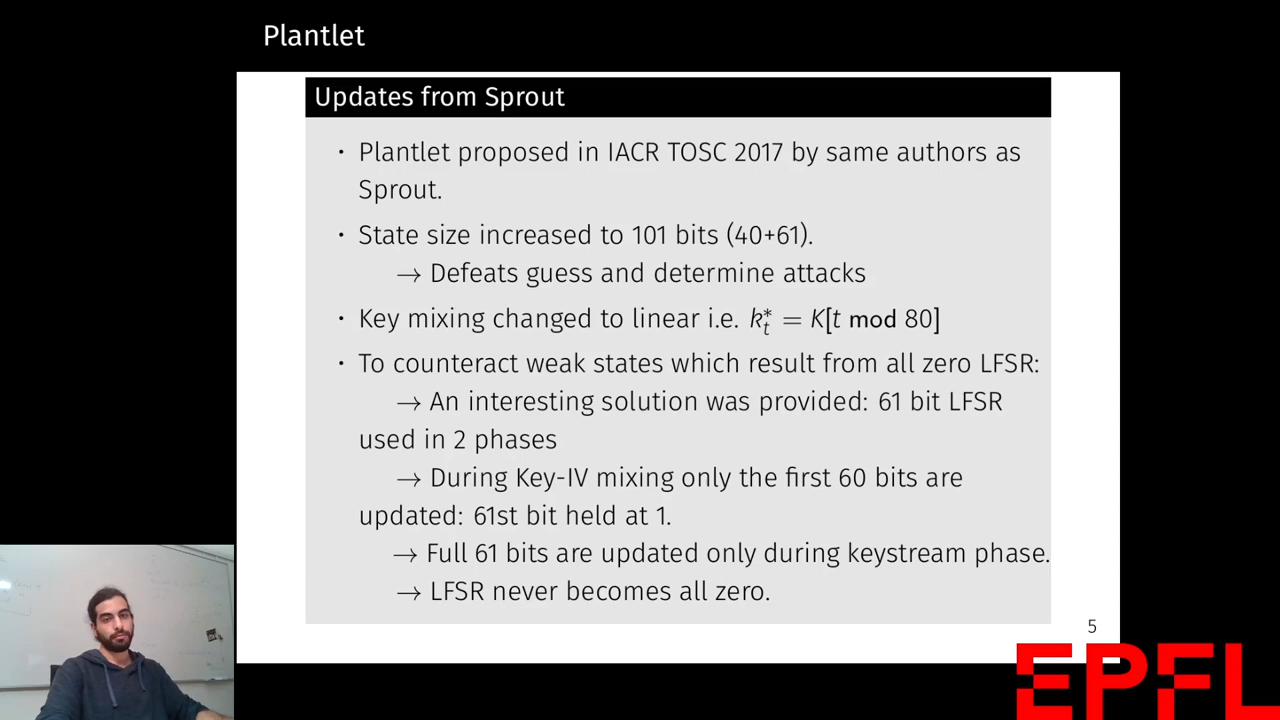 Plantlet
Updates from Sprout
· Plantlet proposed in IACR TOSC 2017 by same authors as
Sprout.
· State size increased to 101 bits (40+61).
→ Defeats guess and determine attacks
· Key mixing changed to linear i.e. k*_t = K[t mod 80]
· To counteract weak states which result from all zero LFSR:
→ An interesting solution was provided: 61 bit LFSR
used in 2 phases
→ During Key-IV mixing only the first 60 bits are
updated: 61st bit held at 1.
→ Full 61 bits are updated only during keystream phase.
→ LFSR never becomes all zero.
5
EPFL